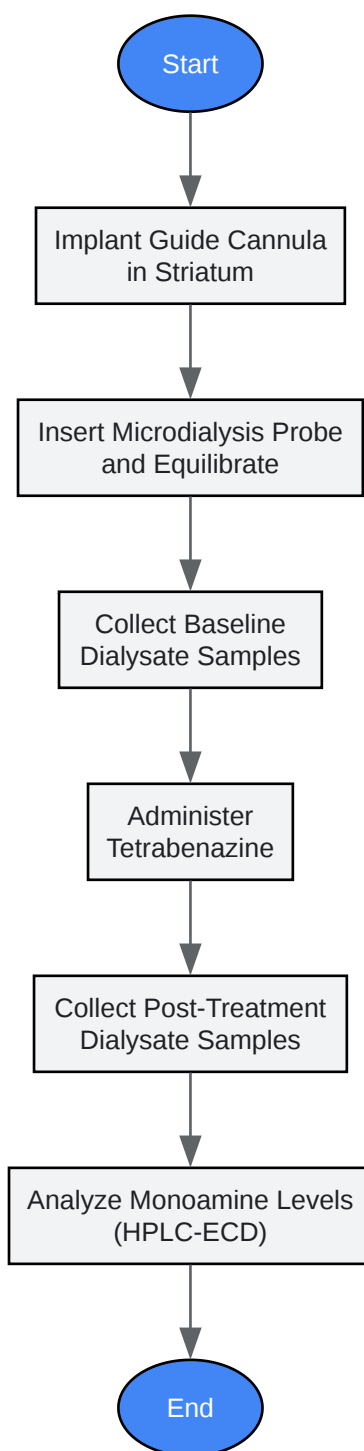 Start
Implant Guide Cannula
in Striatum
Insert Microdialysis Probe
and Equilibrate
Collect Baseline
Dialysate Samples
Administer
Tetrabenazine
Collect Post-Treatment
Dialysate Samples
Analyze Monoamine Levels
(HPLC-ECD)
End